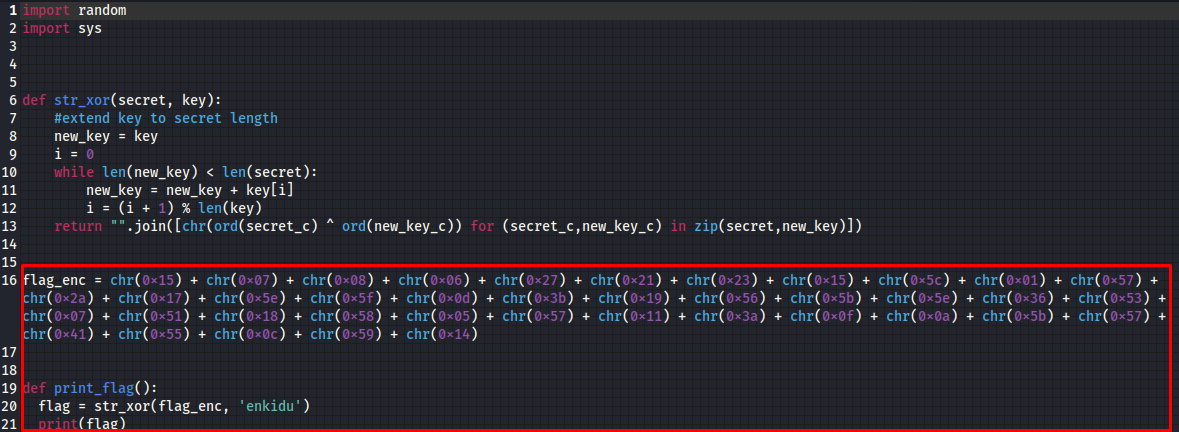 1 import random
2 import sys
3
4
5
6 def str_xor(secret, key):
7     #extend key to secret length
8     new_key = key
9     i = 0
10     while len(new_key) < len(secret):
11         new_key = new_key + key[i]
12         i = (i + 1) % len(key)
13     return "".join([chr(ord(secret_c) ^ ord(new_key_c)) for (secret_c,new_key_c) in zip(secret,new_key)])
14
15
16 flag_enc = chr(0×15) + chr(0×07) + chr(0×08) + chr(0×06) + chr(0×27) + chr(0×21) + chr(0×23) + chr(0×15) + chr(0×5c) + chr(0×01) + chr(0×57) +
chr(0×2a) + chr(0×17) + chr(0×5e) + chr(0×5f) + chr(0×0d) + chr(0×3b) + chr(0×19) + chr(0×56) + chr(0×5b) + chr(0×5e) + chr(0×36) + chr(0×53) +
chr(0×07) + chr(0×51) + chr(0×18) + chr(0×58) + chr(0×05) + chr(0×57) + chr(0×11) + chr(0×3a) + chr(0×0f) + chr(0×0a) + chr(0×5b) + chr(0×57) +
chr(0×41) + chr(0×55) + chr(0×0c) + chr(0×59) + chr(0×14)
17
18
19 def print_flag():
20   flag = str_xor(flag_enc, 'enkidu')
21   print(flag)